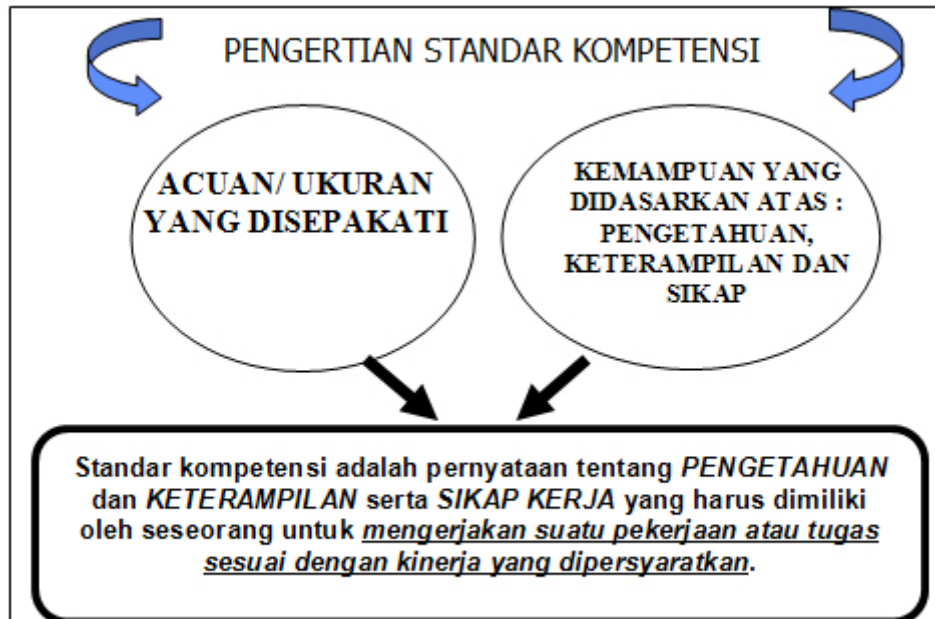 PENGERTIAN STANDAR KOMPETENSI
ACUAN/ UKURAN
YANG DISEPAKATI
KEMAMPUAN YANG
DIDASARKAN ATAS :
PENGETAHUAN,
KETERAMPILAN DAN
SIKAP
Standar kompetensi adalah pernyataan tentang PENGETAHUAN
dan KETERAMPILAN serta SIKAP KERJA yang harus dimiliki
oleh seseorang untuk mengerjakan suatu pekerjaan atau tugas
sesuai dengan kinerja yang dipersyaratkan.